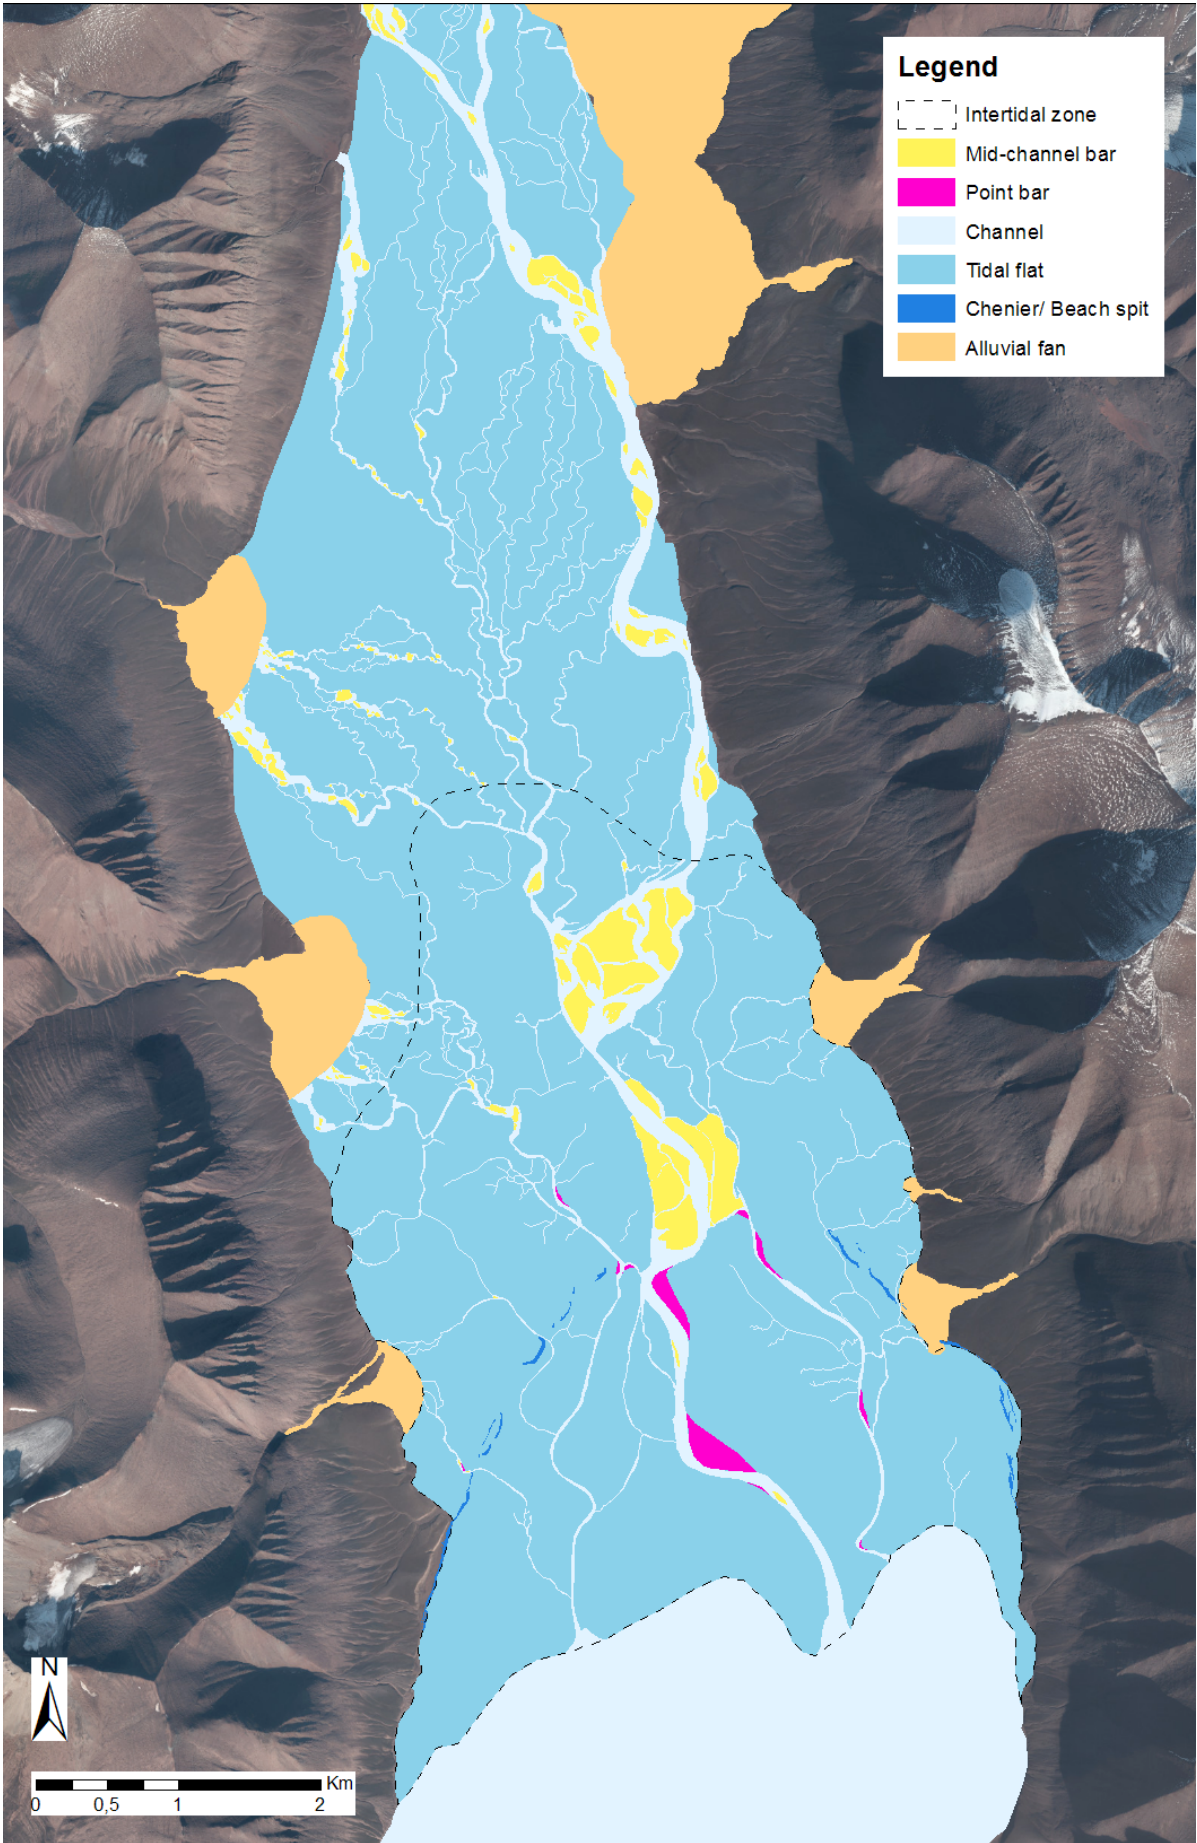 Legend
Intertidal zone
Mid-channel bar
Point bar
Channel
Tidal flat
Chenier/ Beach spit
Alluvial fan
N
Km
0 0,5 1 2